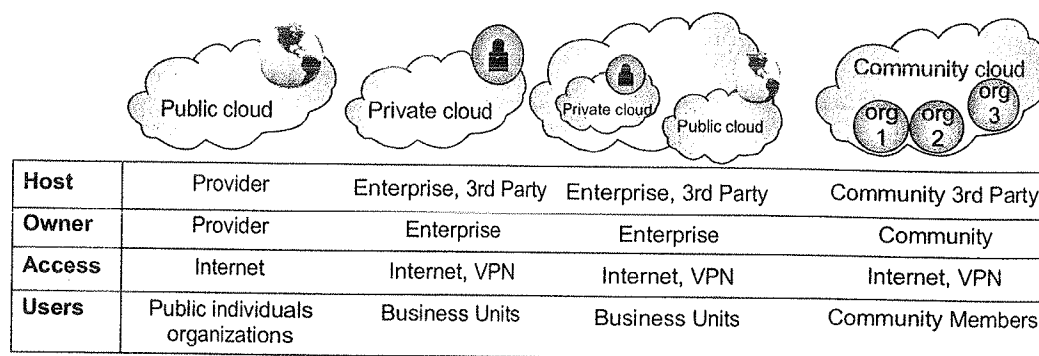 Public cloud
Private cloud
Private cloud
Public cloud
Community cloud
org 1
org 2
org 3
Host Provider Enterprise, 3rd Party Enterprise, 3rd Party Community 3rd Party
Owner Provider Enterprise Enterprise Community
Access Internet Internet, VPN Internet, VPN Internet, VPN
Users Public individuals organizations Business Units Business Units Community Members